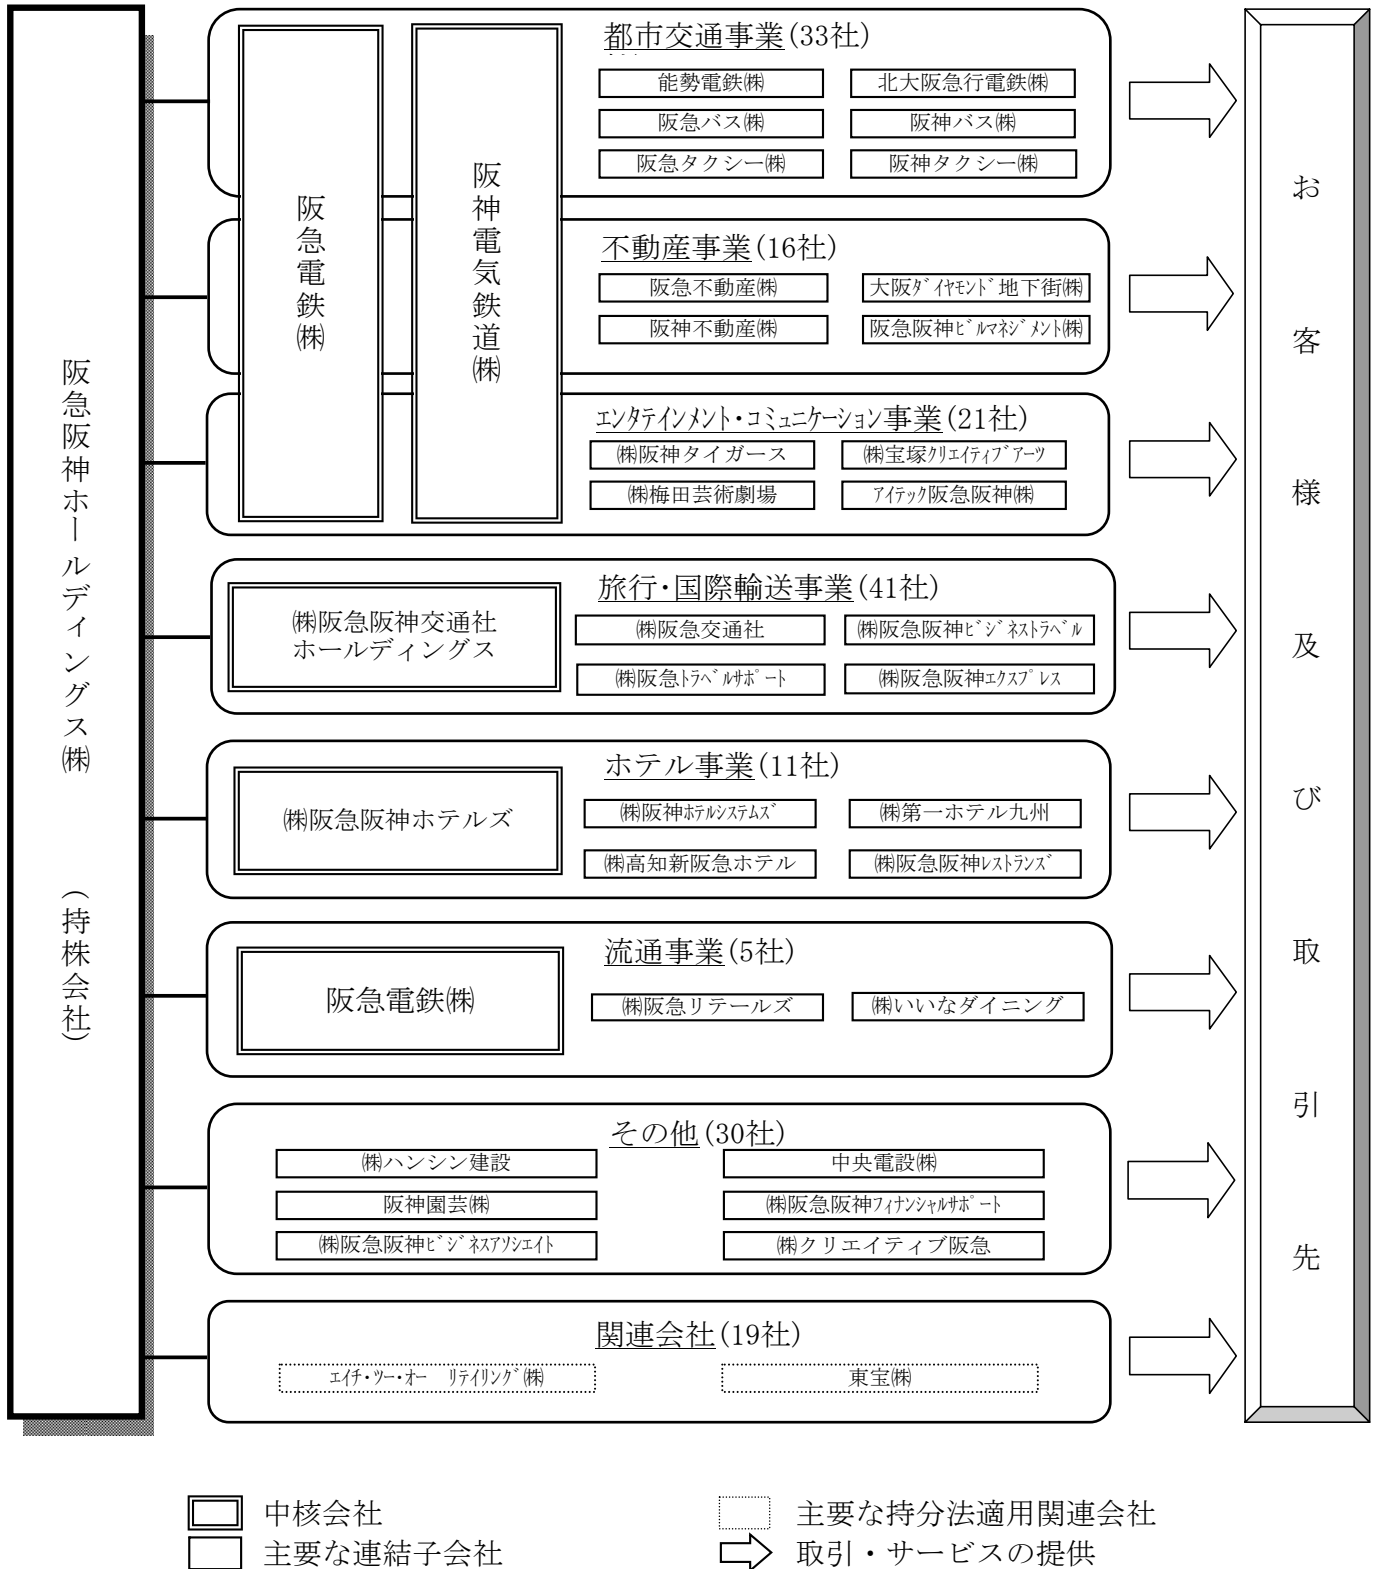 阪急阪神ホールディングス㈱ （持株会社）
阪急電鉄㈱
阪神電気鉄道㈱
都市交通事業(33社)
能勢電鉄㈱
北大阪急行電鉄㈱
阪急バス㈱
阪神バス㈱
阪急タクシー㈱
阪神タクシー㈱
不動産事業(16社)
阪急不動産㈱
大阪ﾀﾞｲﾔﾓﾝﾄﾞ地下街㈱
阪神不動産㈱
阪急阪神ﾋﾞﾙﾏﾈｼﾞﾒﾝﾄ㈱
ｴﾝﾀﾃｲﾝﾒﾝﾄ・ｺﾐｭﾆｹｰｼｮﾝ事業(21社)
㈱阪神タイガース
㈱宝塚ｸﾘｴｲﾃｨﾌﾞｱｰﾂ
㈱梅田芸術劇場
ｱｲﾃｯｸ阪急阪神㈱
旅行・国際輸送事業(41社)
㈱阪急阪神交通社
ホールディングス
㈱阪急交通社
㈱阪急阪神ﾋﾞｼﾞﾈｽﾄﾗﾍﾞﾙ
㈱阪急ﾄﾗﾍﾞﾙｻﾎﾟｰﾄ
㈱阪急阪神ｴｸｽﾌﾟﾚｽ
ホテル事業(11社)
㈱阪急阪神ホテルズ
㈱阪神ﾎﾃﾙｼｽﾃﾑｽﾞ
㈱第一ホテル九州
㈱高知新阪急ホテル
㈱阪急阪神ﾚｽﾄﾗﾝｽﾞ
流通事業(5社)
阪急電鉄㈱
㈱阪急リテールズ
㈱いいなダイニング
その他(30社)
㈱ハンシン建設
中央電設㈱
阪神園芸㈱
㈱阪急阪神ﾌｨﾅﾝｼｬﾙｻﾎﾟｰﾄ
㈱阪急阪神ﾋﾞｼﾞﾈｽｱｿｼｴｲﾄ
㈱クリエイティブ阪急
関連会社(19社)
ｴｲﾁ・ﾂｰ・ｵｰ ﾘﾃｲﾘﾝｸﾞ㈱
東宝㈱
お客様及び取引先
中核会社
主要な持分法適用関連会社
主要な連結子会社
取引・サービスの提供